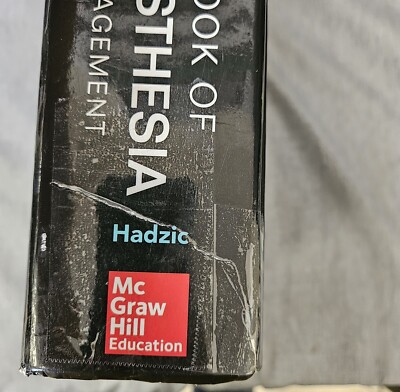 OOK OF
STHESIA
AGEMENT
Hadzic
Mc
Graw
Hill
Education